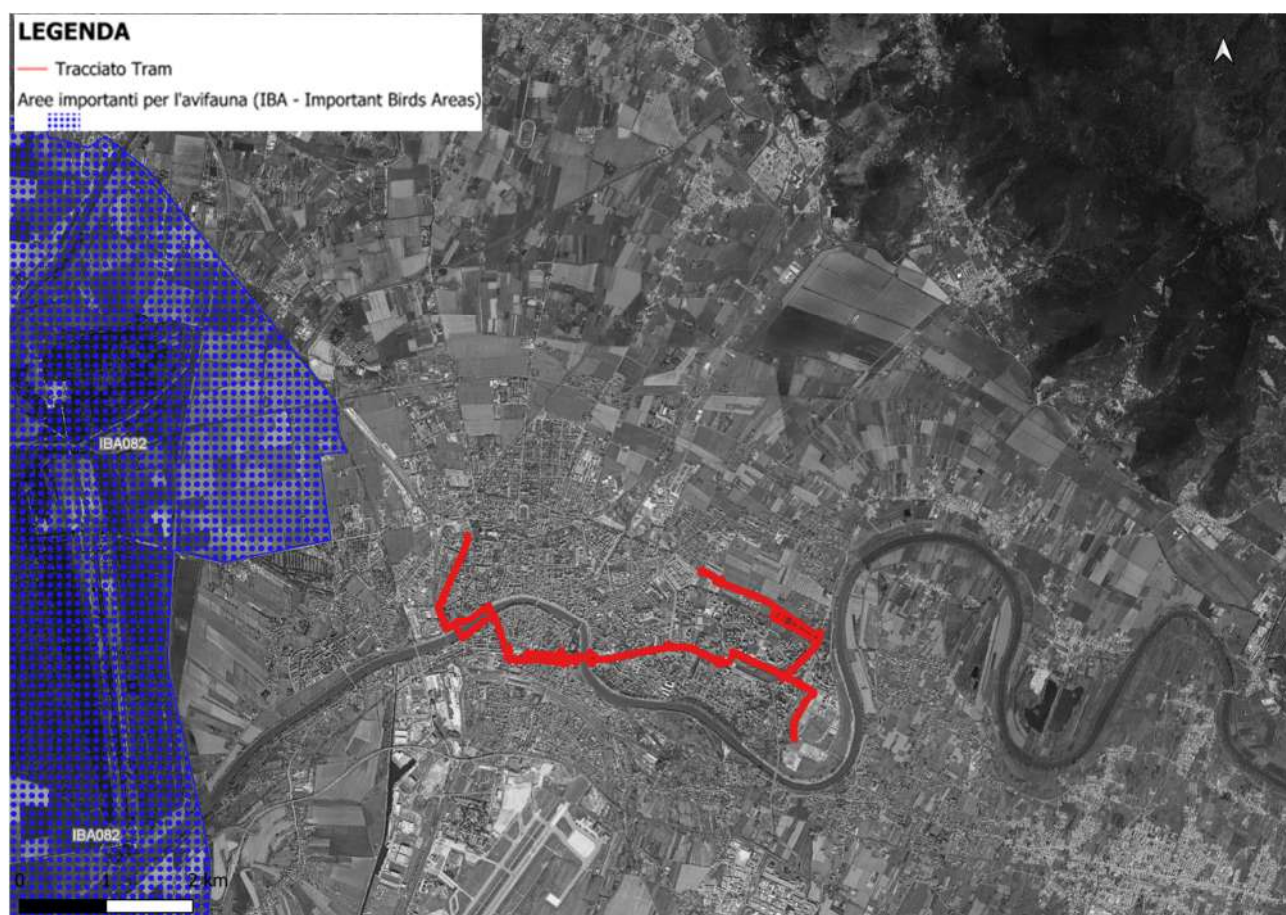 LEGENDA
Tracciato Tram
Aree importanti per l'avifauna (IBA - Important Birds Areas)
IBA082
IBA082
0 1 2 km